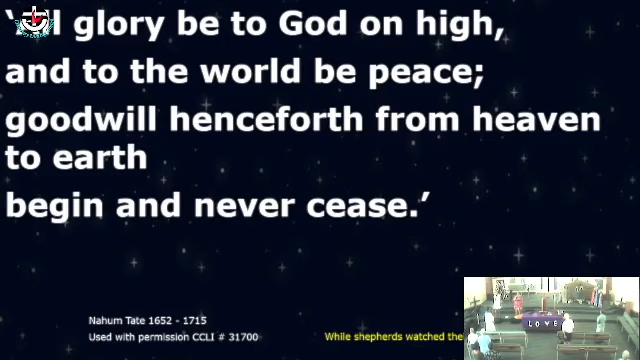 glory be to God on high,
and to the world be peace;
goodwill henceforth from heaven
to earth
begin and never cease.’
Nahum Tate 1652 - 1715
Used with permission CCLI # 31700
While shepherds watched the
LOVE